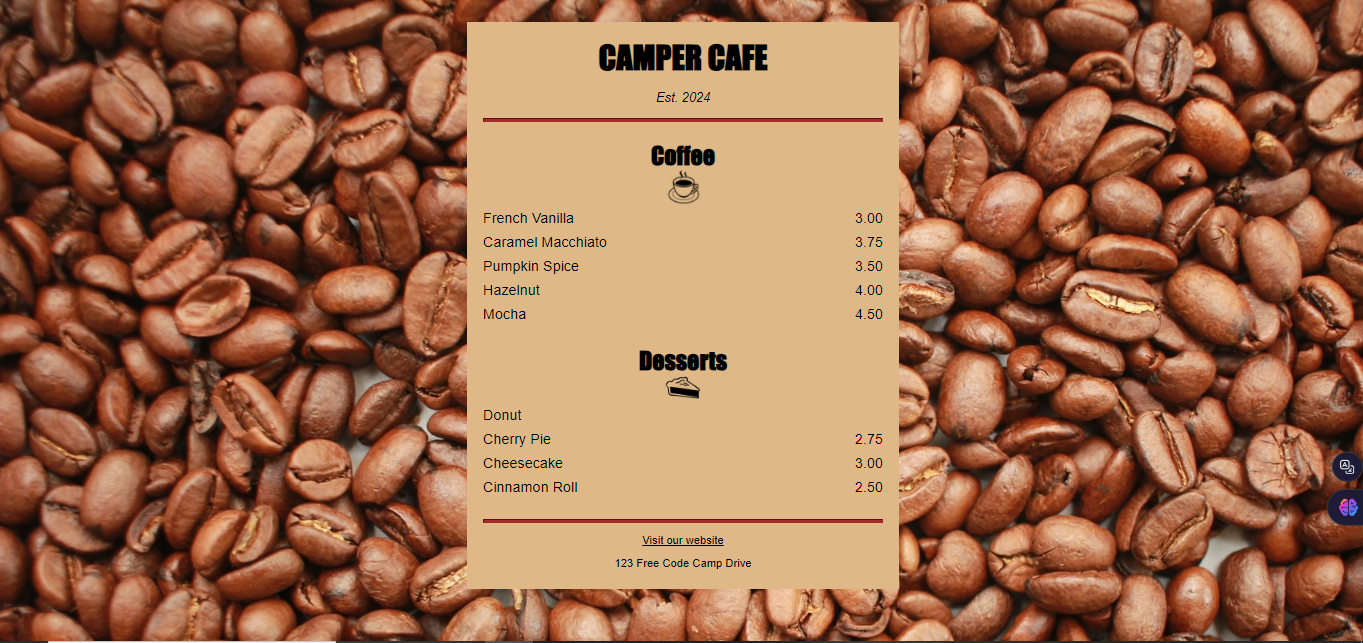 CAMPER CAFE
Est. 2024
Coffee
French Vanilla 3.00
Caramel Macchiato 3.75
Pumpkin Spice 3.50
Hazelnut 4.00
Mocha 4.50
Desserts
Donut
Cherry Pie 2.75
Cheesecake 3.00
Cinnamon Roll 2.50
Visit our website
123 Free Code Camp Drive